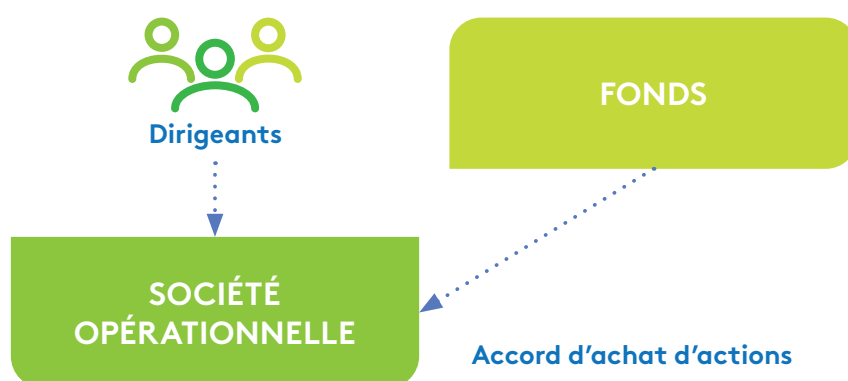 Dirigeants
FONDS
SOCIÉTÉ
OPÉRATIONNELLE
Accord d'achat d'actions